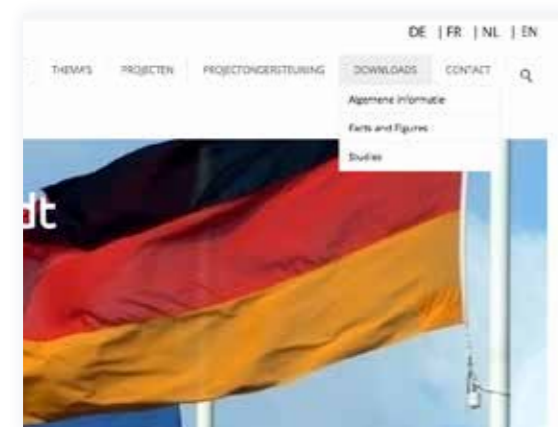 DE | FR | NL | EN
THEMA'S PROJECTEN PROJECTONDERSTEUNING DOWNLOADS CONTACT
Algemene informatie
Facts and Figures
Studies
dt